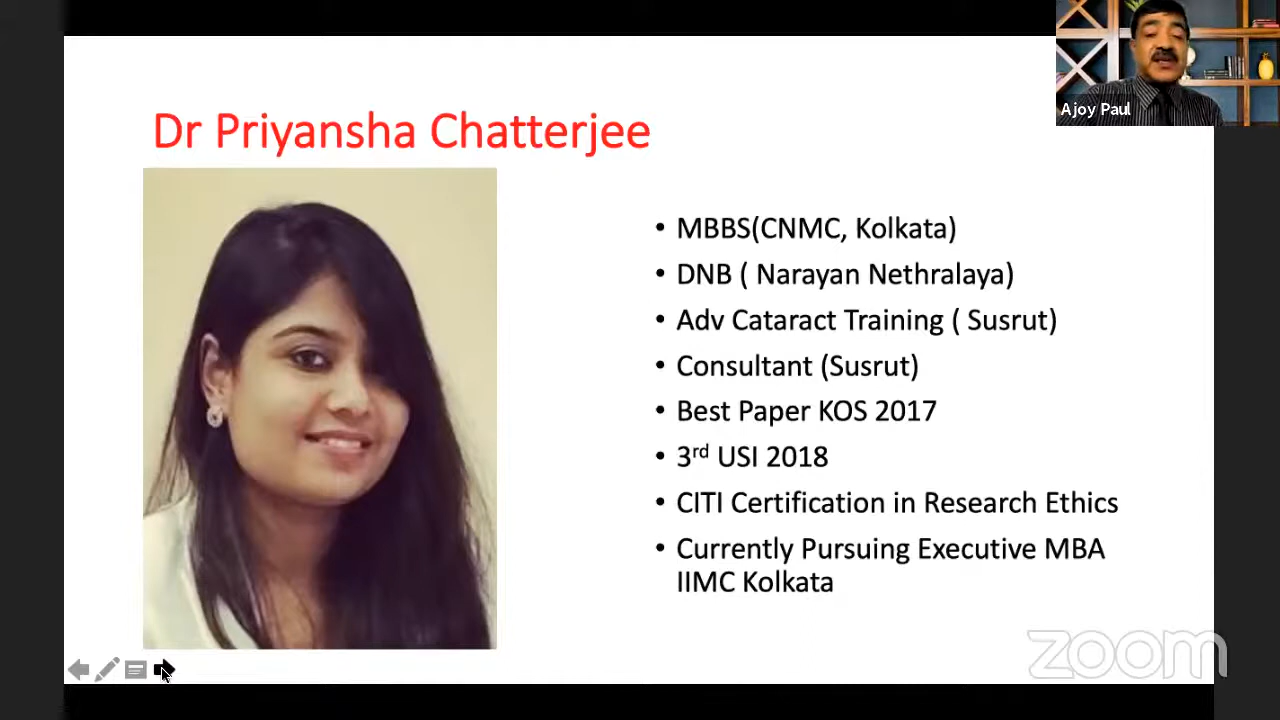 Ajoy Paul
Dr Priyansha Chatterjee
• MBBS(CNMC, Kolkata)
• DNB ( Narayan Nethralaya)
• Adv Cataract Training ( Susrut)
• Consultant (Susrut)
• Best Paper KOS 2017
• 3rd USI 2018
• CITI Certification in Research Ethics
• Currently Pursuing Executive MBA
IIMC Kolkata
zoom